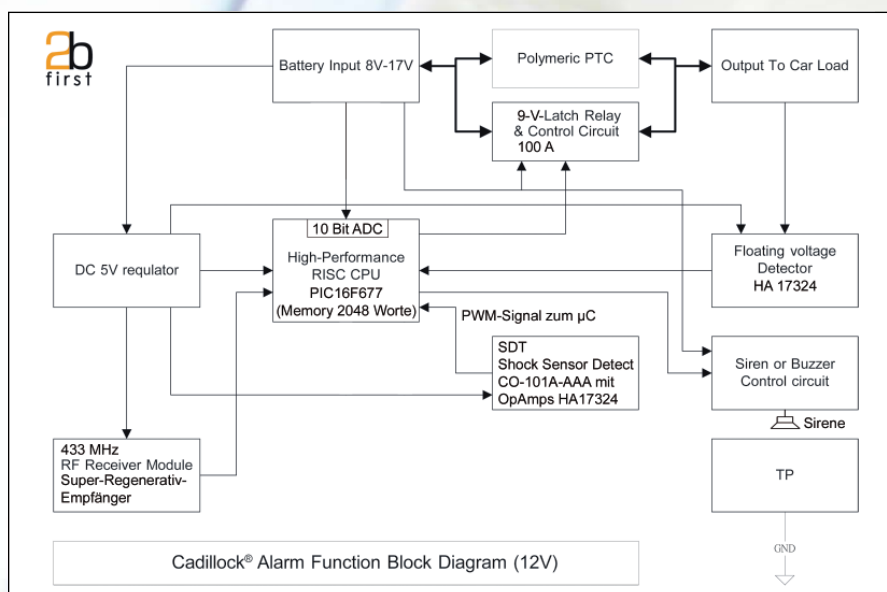 2b
first
Battery Input 8V-17V
Polymeric PTC
Output To Car Load
9-V-Latch Relay
& Control Circuit
100 A
DC 5V requlator
10 Bit ADC
High-Performance
RISC CPU
PIC16F677
(Memory 2048 Worte)
Floating voltage
Detector
HA 17324
PWM-Signal zum µC
SDT
Shock Sensor Detect
CO-101A-AAA mit
OpAmps HA17324
Siren or Buzzer
Control circuit
Sirene
433 MHz
RF Receiver Module
Super-Regenerativ-
Empfänger
TP
GND
Cadillock® Alarm Function Block Diagram (12V)